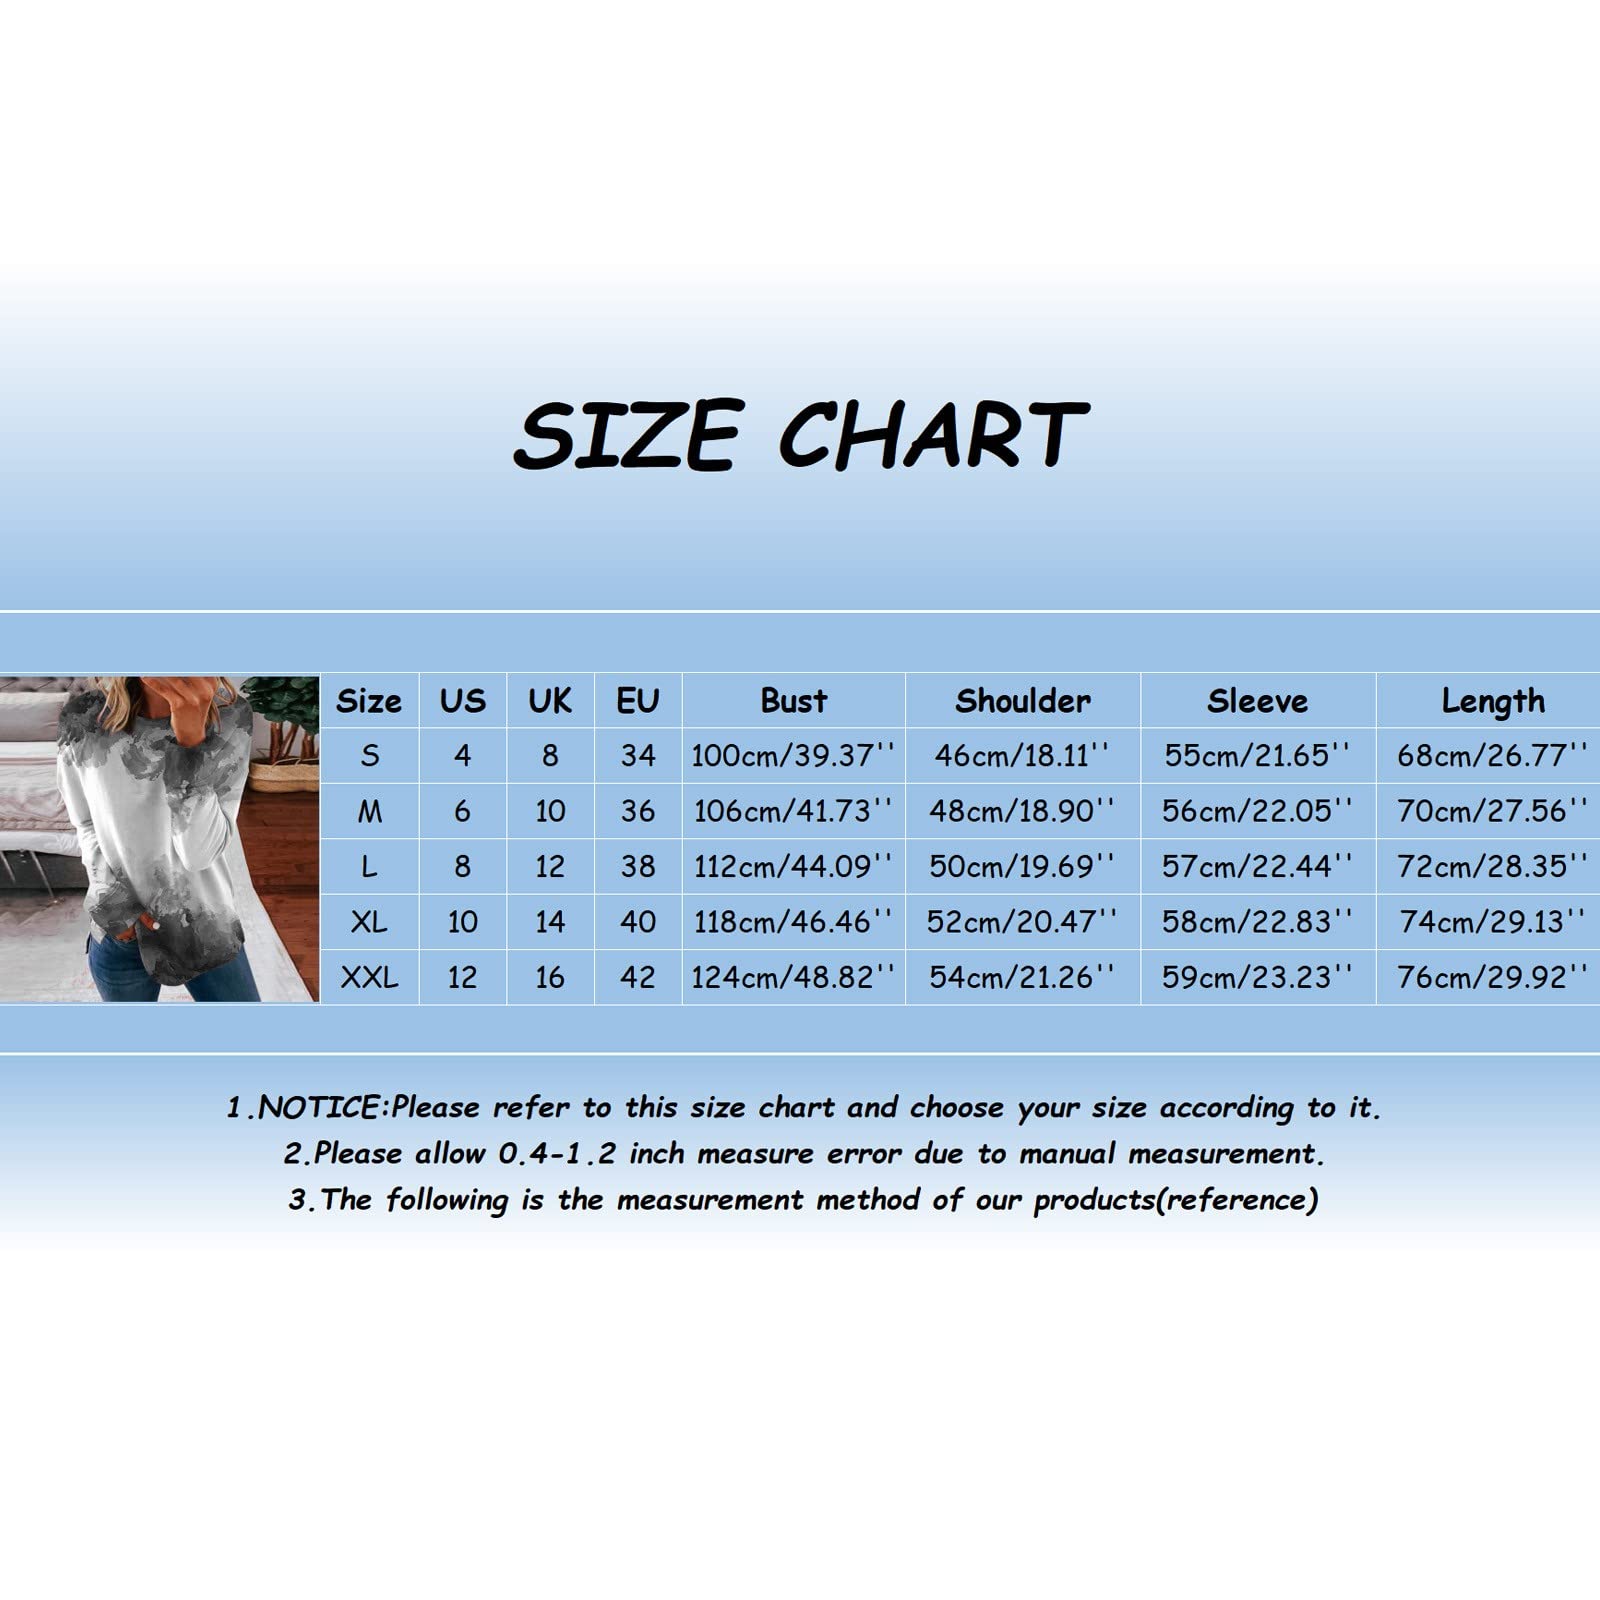 SIZE CHART
Size US UK EU Bust Shoulder Sleeve Length
S 4 8 34 100cm/39.37'' 46cm/18.11'' 55cm/21.65'' 68cm/26.77''
M 6 10 36 106cm/41.73'' 48cm/18.90'' 56cm/22.05'' 70cm/27.56''
L 8 12 38 112cm/44.09'' 50cm/19.69'' 57cm/22.44'' 72cm/28.35''
XL 10 14 40 118cm/46.46'' 52cm/20.47'' 58cm/22.83'' 74cm/29.13''
XXL 12 16 42 124cm/48.82'' 54cm/21.26'' 59cm/23.23'' 76cm/29.92''
1.NOTICE:Please refer to this size chart and choose your size according to it.
2.Please allow 0.4-1.2 inch measure error due to manual measurement.
3.The following is the measurement method of our products(reference)